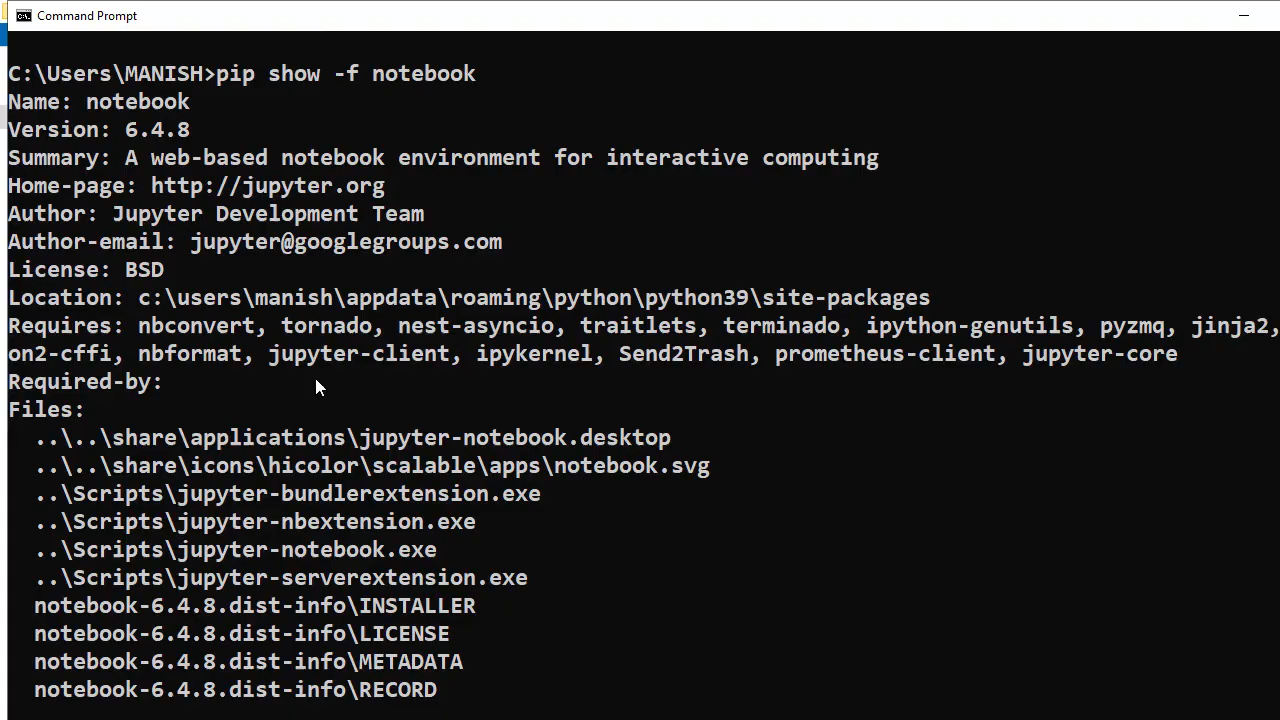 Command Prompt
C:\Users\MANISH>pip show -f notebook
Name: notebook
Version: 6.4.8
Summary: A web-based notebook environment for interactive computing
Home-page: http://jupyter.org
Author: Jupyter Development Team
Author-email: jupyter@googlegroups.com
License: BSD
Location: c:\users\manish\appdata\roaming\python\python39\site-packages
Requires: nbconvert, tornado, nest-asyncio, traitlets, terminado, ipython-genutils, pyzmq, jinja2,
on2-cffi, nbformat, jupyter-client, ipykernel, Send2Trash, prometheus-client, jupyter-core
Required-by:
Files:
  ..\..\share\applications\jupyter-notebook.desktop
  ..\..\share\icons\hicolor\scalable\apps\notebook.svg
  ..\Scripts\jupyter-bundlerextension.exe
  ..\Scripts\jupyter-nbextension.exe
  ..\Scripts\jupyter-notebook.exe
  ..\Scripts\jupyter-serverextension.exe
  notebook-6.4.8.dist-info\INSTALLER
  notebook-6.4.8.dist-info\LICENSE
  notebook-6.4.8.dist-info\METADATA
  notebook-6.4.8.dist-info\RECORD